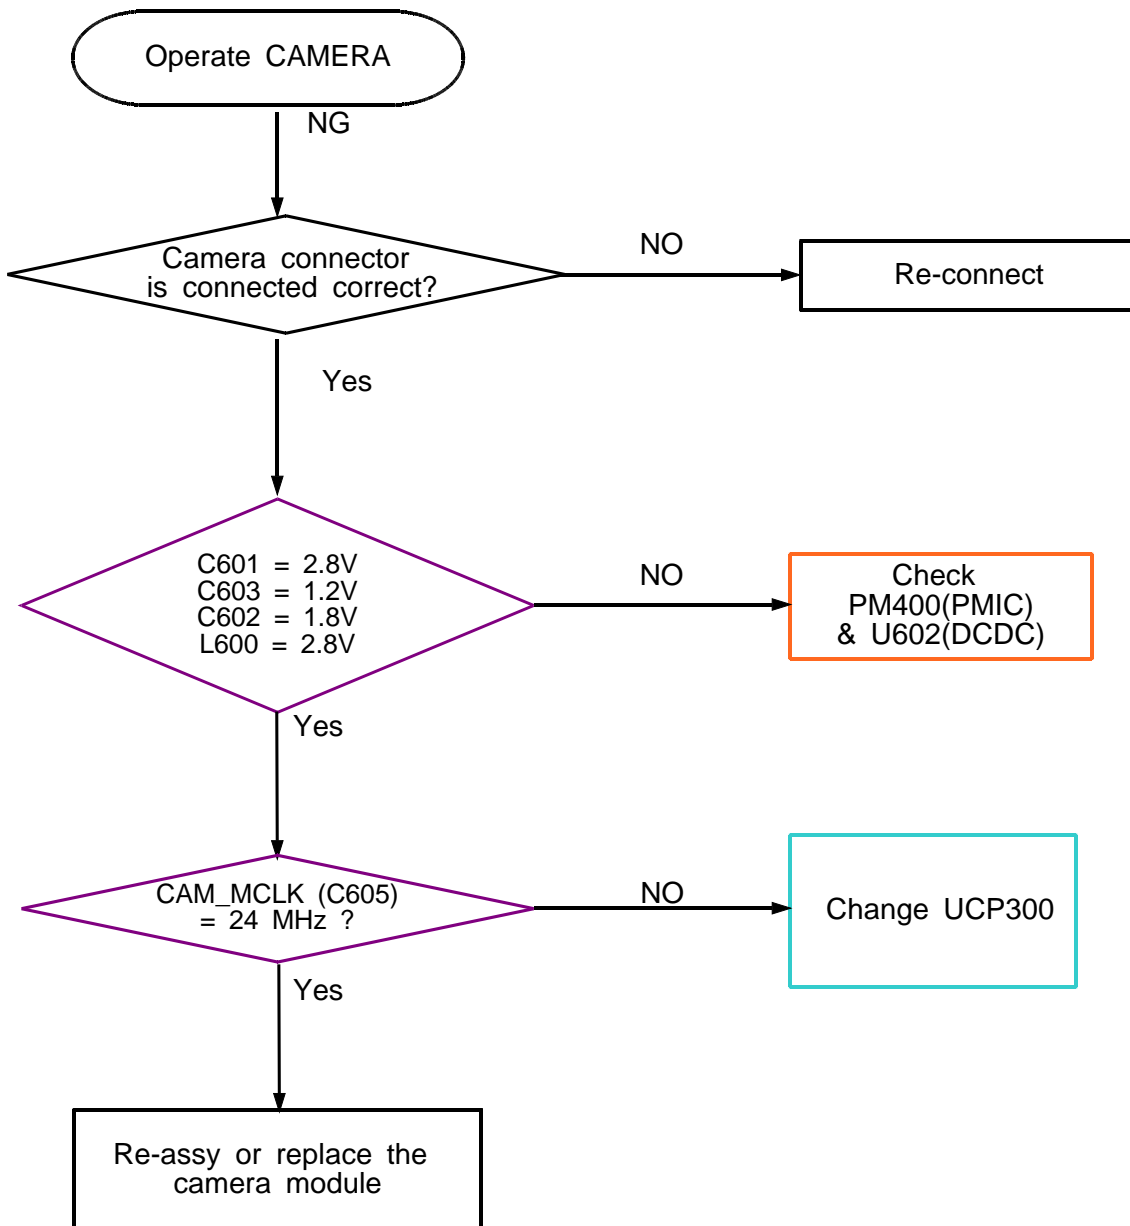 Operate CAMERA
NG
Camera connector
is connected correct?
NO
Re-connect
Yes
C601 = 2.8V
C603 = 1.2V
C602 = 1.8V
L600 = 2.8V
NO
Check
PM400(PMIC)
& U602(DCDC)
Yes
CAM_MCLK (C605)
= 24 MHz ?
NO
Change UCP300
Yes
Re-assy or replace the
camera module